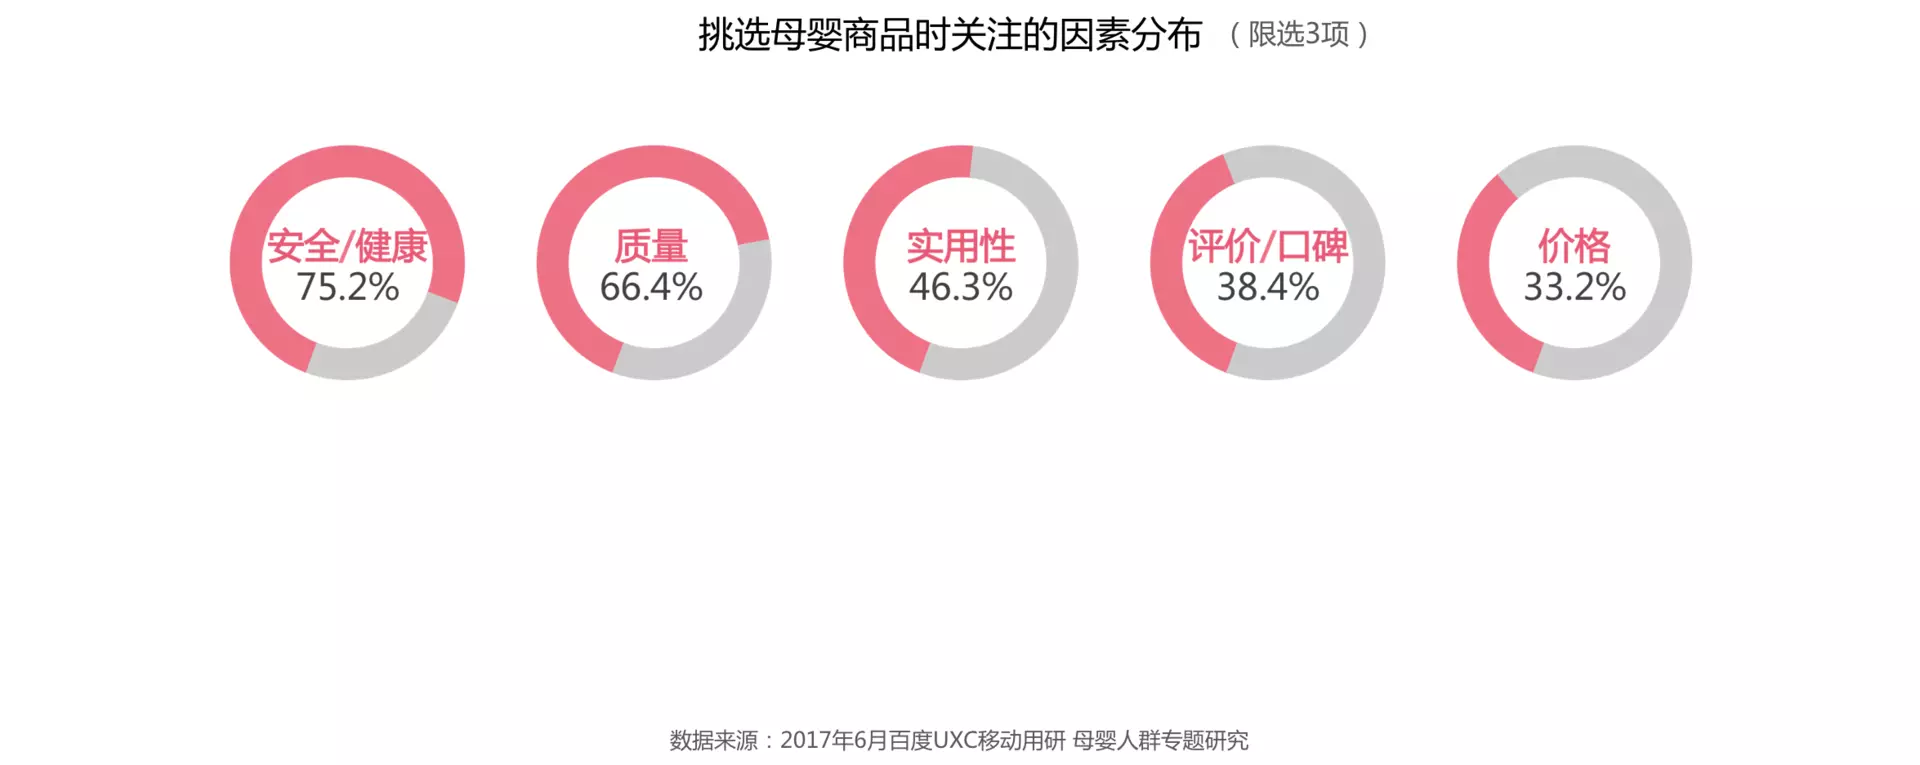 挑选母婴商品时关注的因素分布 （限选3项）
安全/健康
75.2%
质量
66.4%
实用性
46.3%
评价/口碑
38.4%
价格
33.2%
数据来源：2017年6月百度UXC移动用研 母婴人群专题研究